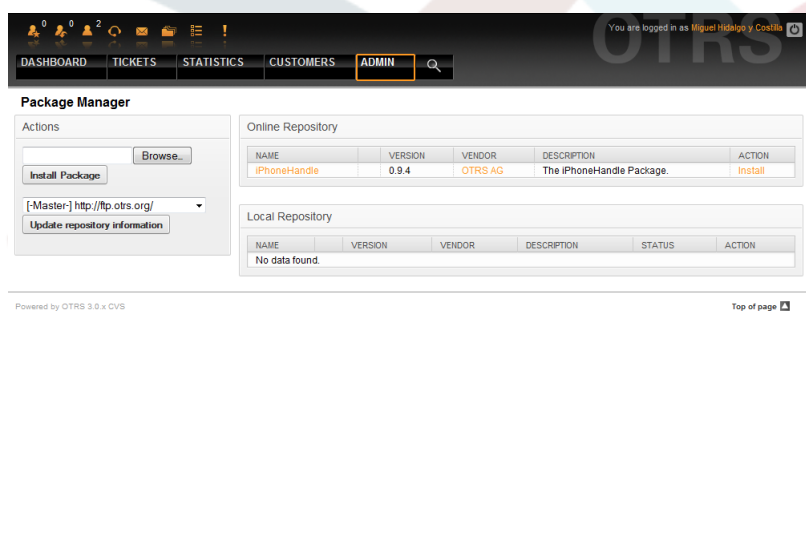 0 0 2
You are logged in as Miguel Hidalgo y Costilla
OTRS
DASHBOARD TICKETS STATISTICS CUSTOMERS ADMIN
Package Manager
Actions
Browse..
Install Package
[-Master-] http://ftp.otrs.org/
Update repository information
Online Repository
NAME VERSION VENDOR DESCRIPTION ACTION
iPhoneHandle 0.9.4 OTRS AG The iPhoneHandle Package. Install
Local Repository
NAME VERSION VENDOR DESCRIPTION STATUS ACTION
No data found.
Powered by OTRS 3.0.x CVS
Top of page